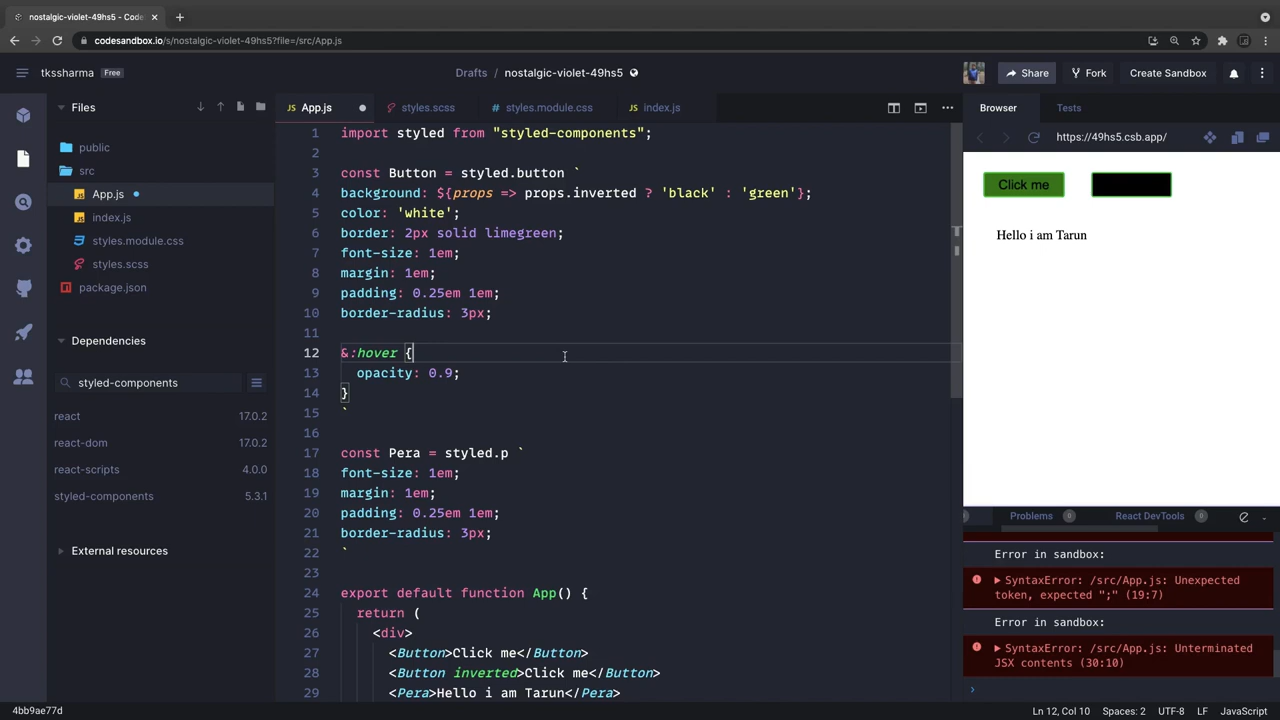 nostalgic-violet-49hs5 - Codes
codesandbox.io/s/nostalgic-violet-49hs5?file=/src/App.js
tkssharma Free
Drafts / nostalgic-violet-49hs5
Share
Fork
Create Sandbox
Files
App.js
styles.scss
styles.module.css
index.js
Browser
Tests
https://49hs5.csb.app/
public
src
App.js
index.js
styles.module.css
styles.scss
package.json
Dependencies
styled-components
react 17.0.2
react-dom 17.0.2
react-scripts 4.0.0
styled-components 5.3.1
External resources
1 import styled from "styled-components";
2
3 const Button = styled.button `
4 background: ${props => props.inverted ? 'black' : 'green'};
5 color: 'white';
6 border: 2px solid limegreen;
7 font-size: 1em;
8 margin: 1em;
9 padding: 0.25em 1em;
10 border-radius: 3px;
11
12 &:hover {
13 opacity: 0.9;
14 }
15 `
16
17 const Pera = styled.p `
18 font-size: 1em;
19 margin: 1em;
20 padding: 0.25em 1em;
21 border-radius: 3px;
22 `
23
24 export default function App() {
25 return (
26 <div>
27 <Button>Click me</Button>
28 <Button inverted>Click me</Button>
29 <Pera>Hello i am Tarun</Pera>
Click me
Hello i am Tarun
Problems 0
React DevTools 0
Error in sandbox:
SyntaxError: /src/App.js: Unexpected
token, expected ";" (19:7)
Error in sandbox:
SyntaxError: /src/App.js: Unterminated
JSX contents (30:10)
4bb9ae77d
Ln 12, Col 10
Spaces: 2
UTF-8
LF
JavaScript